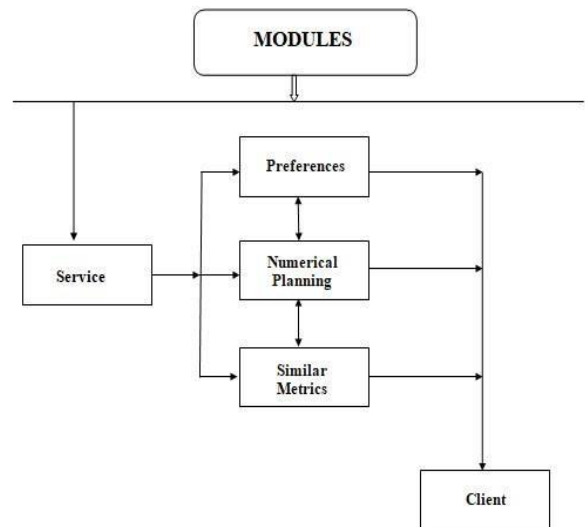 MODULES
Preferences
Service
Numerical
Planning
Similar
Metrics
Client